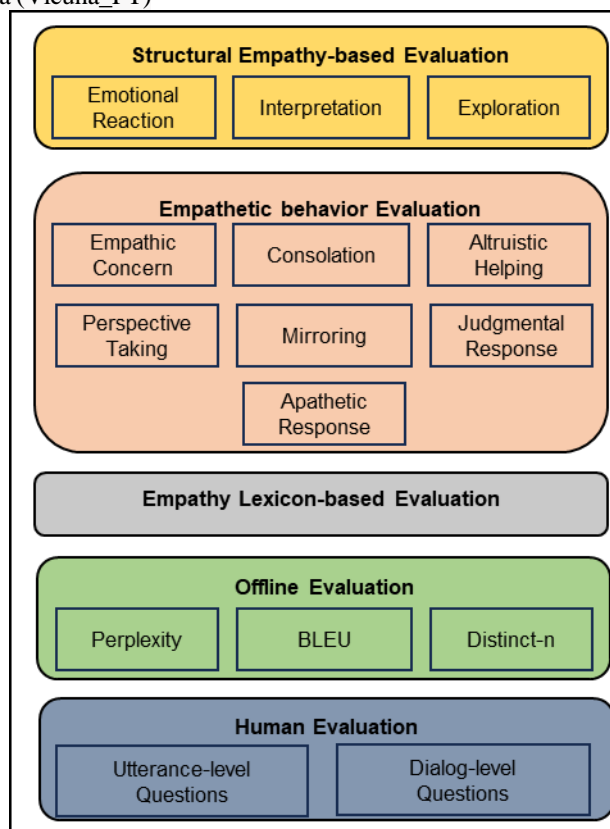 a (Vicuna_FT)
Structural Empathy-based Evaluation
Emotional Reaction
Interpretation
Exploration
Empathetic behavior Evaluation
Empathic Concern
Consolation
Altruistic Helping
Perspective Taking
Mirroring
Judgmental Response
Apathetic Response
Empathy Lexicon-based Evaluation
Offline Evaluation
Perplexity
BLEU
Distinct-n
Human Evaluation
Utterance-level Questions
Dialog-level Questions